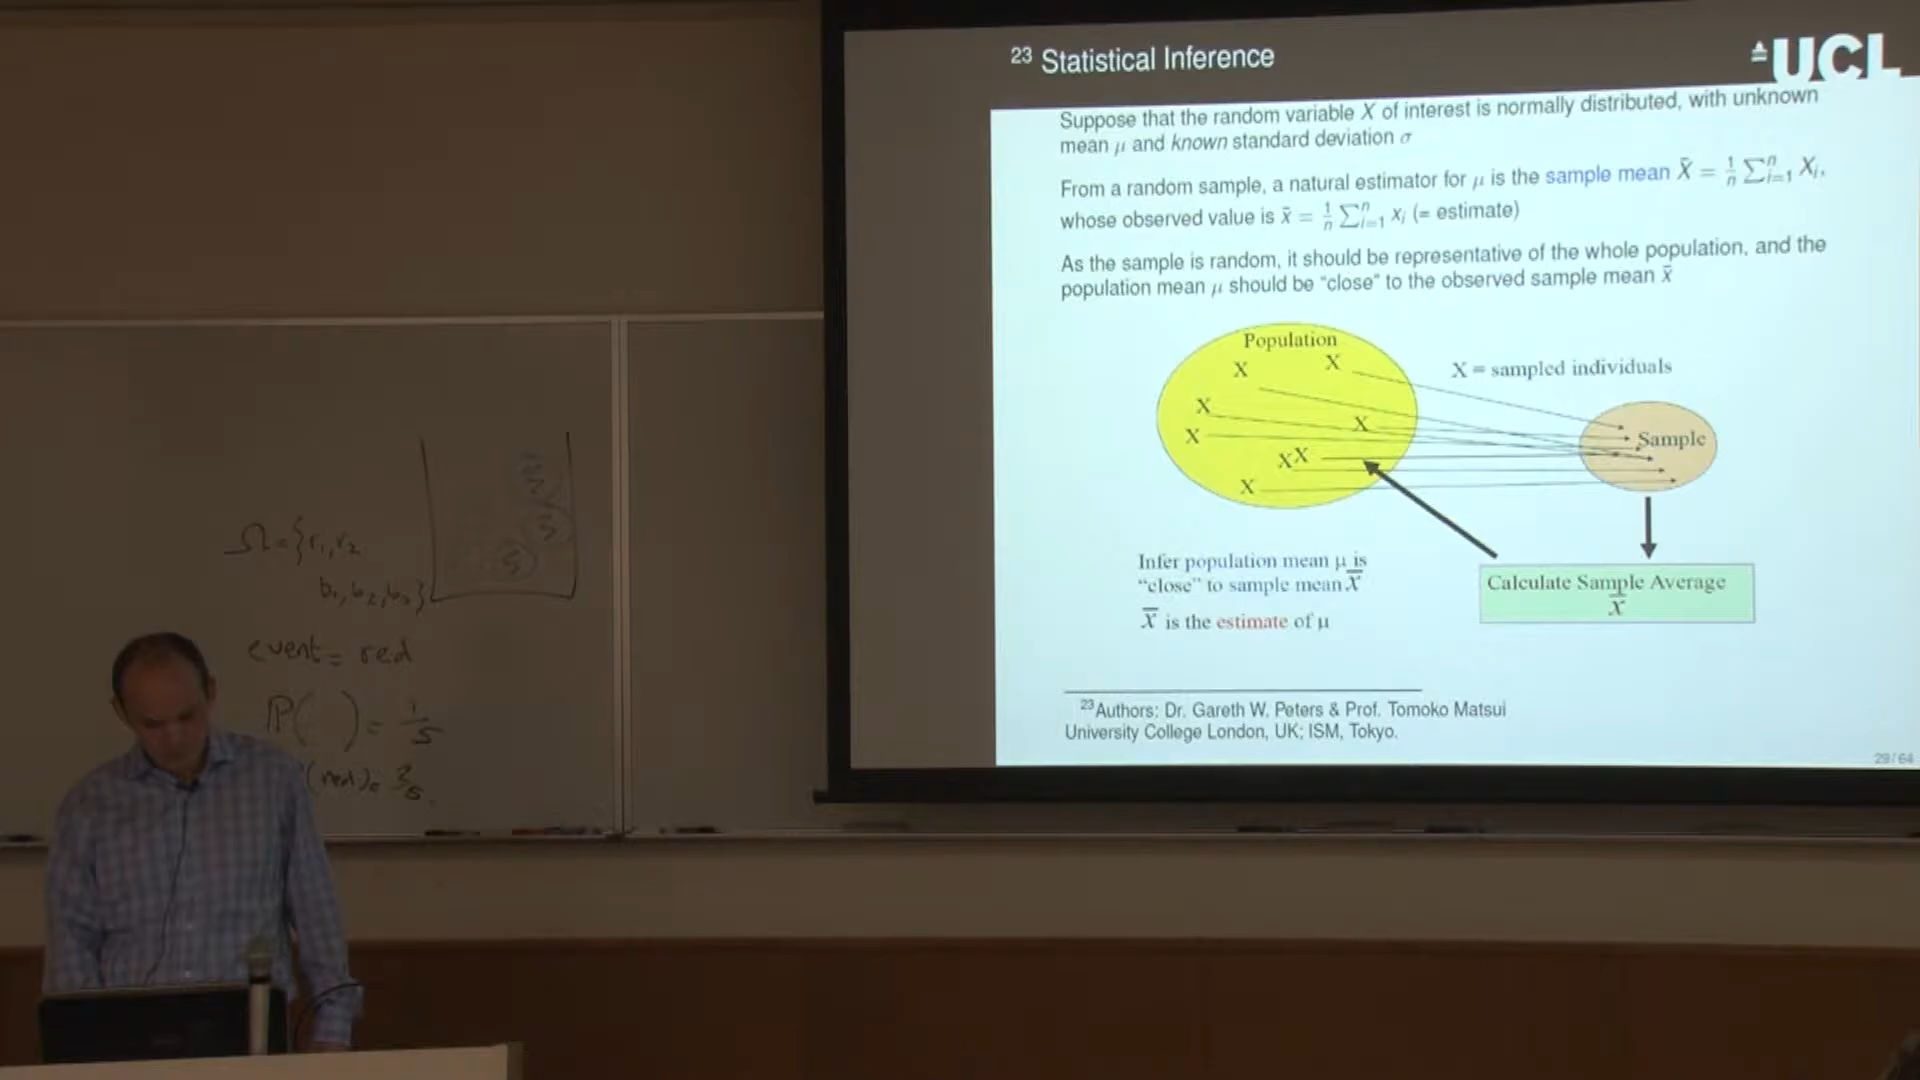 23 Statistical Inference
UCL
Suppose that the random variable X of interest is normally distributed, with unknown
mean μ and known standard deviation σ
From a random sample, a natural estimator for μ is the sample mean X̄ = 1/n ∑ⁿᵢ₌₁ Xᵢ,
whose observed value is x̄ = 1/n ∑ⁿᵢ₌₁ xᵢ (= estimate)
As the sample is random, it should be representative of the whole population, and the
population mean μ should be "close" to the observed sample mean x̄
Population
X X
X
X
X
XX
X
X = sampled individuals
Sample
Infer population mean μ is
"close" to sample mean X̄
X̄ is the estimate of μ
Calculate Sample Average
X̄
23 Authors: Dr. Gareth W. Peters & Prof. Tomoko Matsui
University College London, UK; ISM, Tokyo.
29/64
Ω = {r₁, r₂
b₁, b₂, b₃}
event = red
ℙ( ) = 1/5
(red) =